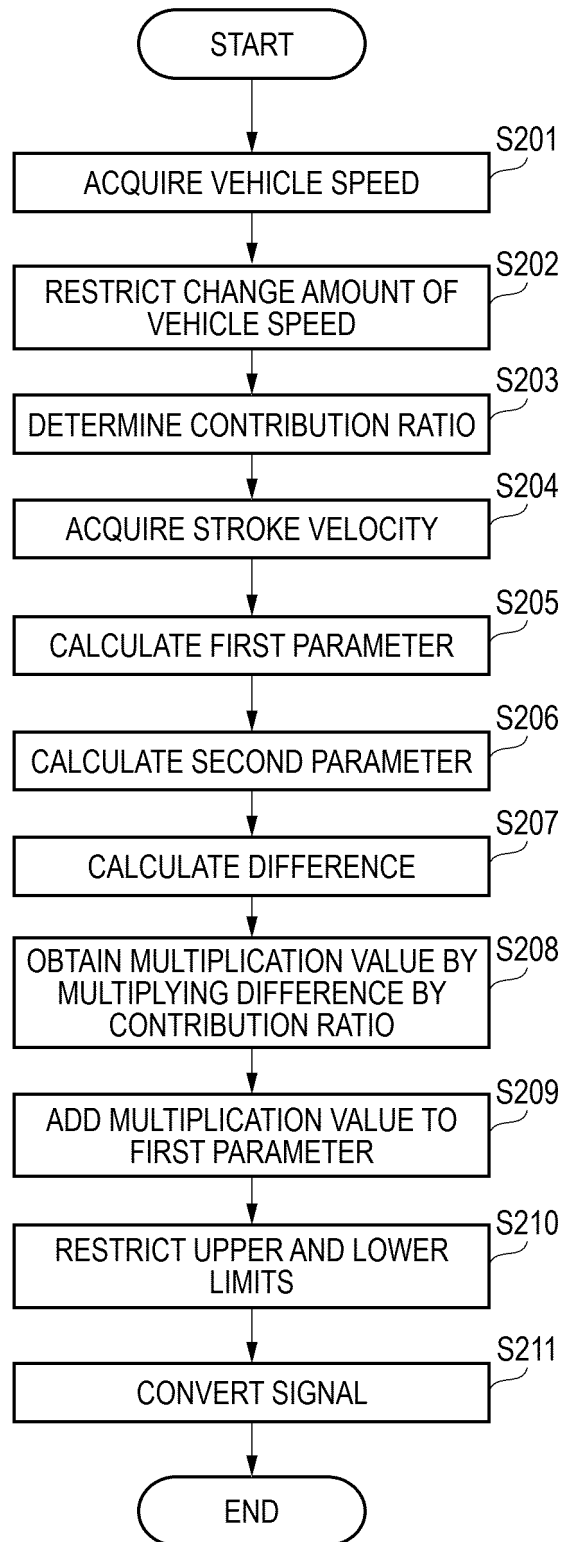 START
S201
ACQUIRE VEHICLE SPEED
S202
RESTRICT CHANGE AMOUNT OF
VEHICLE SPEED
S203
DETERMINE CONTRIBUTION RATIO
S204
ACQUIRE STROKE VELOCITY
S205
CALCULATE FIRST PARAMETER
S206
CALCULATE SECOND PARAMETER
S207
CALCULATE DIFFERENCE
S208
OBTAIN MULTIPLICATION VALUE BY
MULTIPLYING DIFFERENCE BY
CONTRIBUTION RATIO
S209
ADD MULTIPLICATION VALUE TO
FIRST PARAMETER
S210
RESTRICT UPPER AND LOWER
LIMITS
S211
CONVERT SIGNAL
END